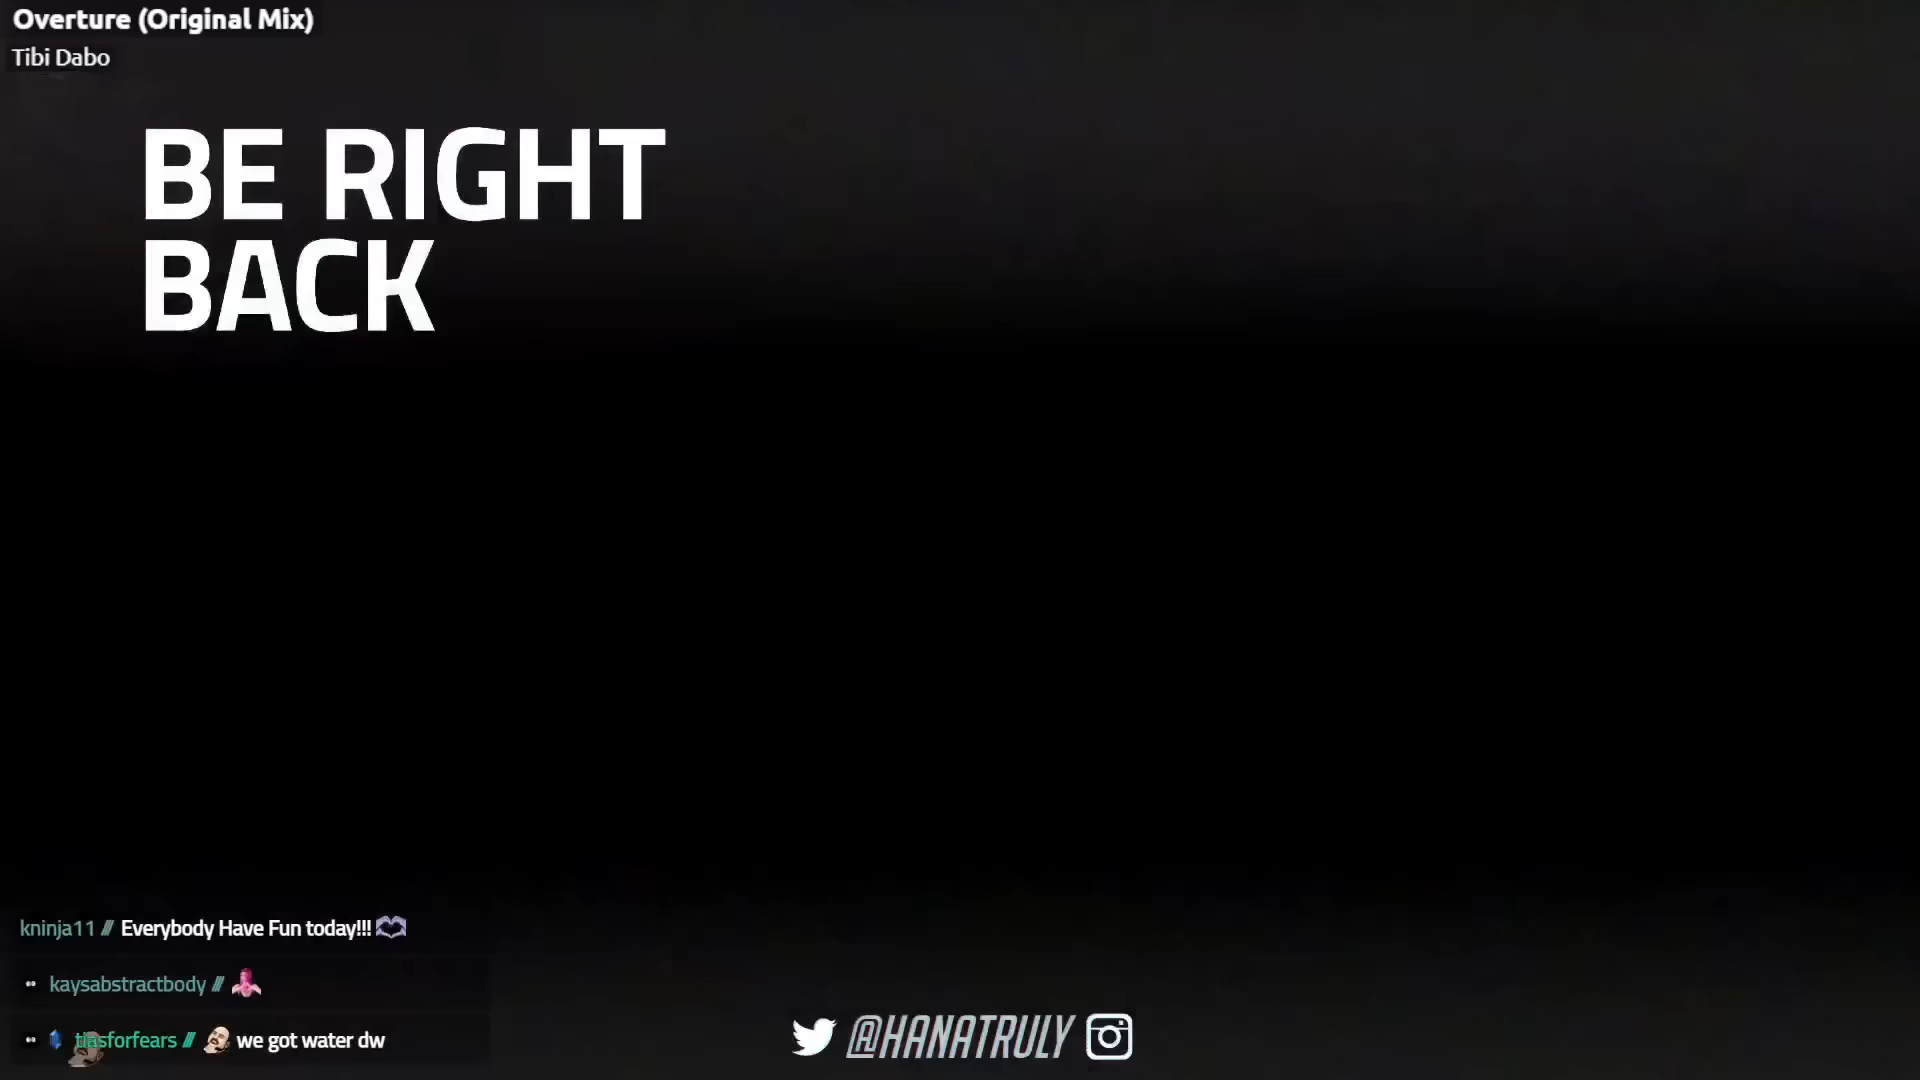 Overture (Original Mix)
Tibi Dabo
BE RIGHT
BACK
kninja11 // Everybody Have Fun today!!!
kaysabstractbody //
tiasforfears // we got water dw
@HANATRULY